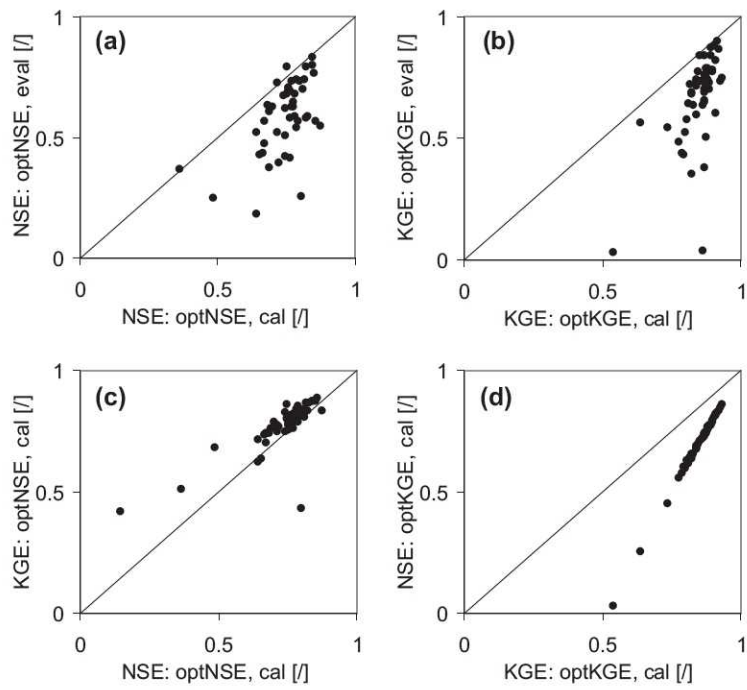 (a)
1
0.5
0
NSE: optNSE, eval [/]
0
0.5
1
NSE: optNSE, cal [/]
(b)
1
0.5
0
KGE: optKGE, eval [/]
0
0.5
1
KGE: optKGE, cal [/]
(c)
1
0.5
0
KGE: optNSE, cal [/]
0
0.5
1
NSE: optNSE, cal [/]
(d)
1
0.5
0
NSE: optKGE, cal [/]
0
0.5
1
KGE: optKGE, cal [/]